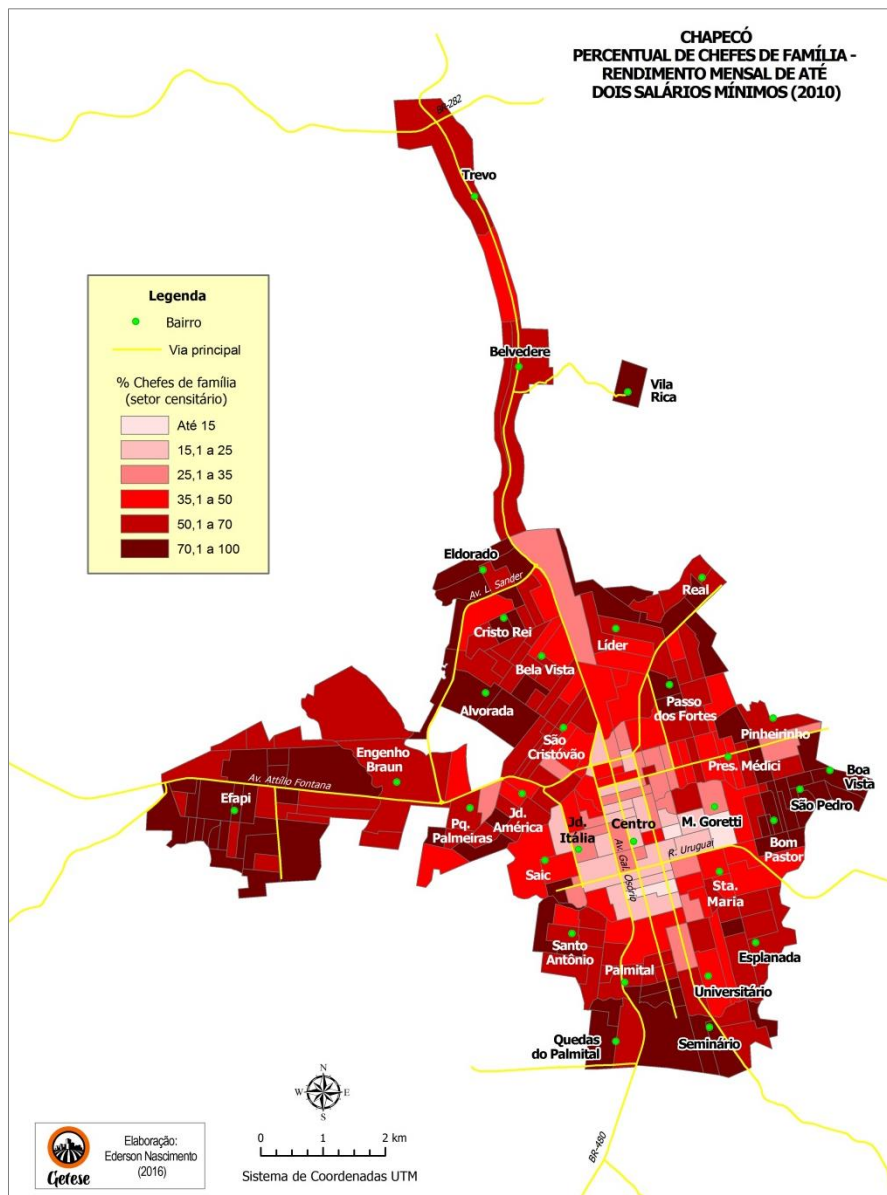 CHAPECÓ
PERCENTUAL DE CHEFES DE FAMÍLIA -
RENDIMENTO MENSAL DE ATÉ
DOIS SALÁRIOS MÍNIMOS (2010)
Trevo
Legenda
Bairro
Via principal
% Chefes de família
(setor censitário)
Até 15
15,1 a 25
25,1 a 35
35,1 a 50
50,1 a 70
70,1 a 100
Belvedere
Vila
Rica
Eldorado
Av. L. Sander
Real
Cristo Rei
Líder
Bela Vista
Alvorada
Passo
dos Fortes
São
Cristóvão
Pinheirinho
Engenho
Braun
Pres. Médici
Boa
Vista
Av. Attílio Fontana
Efapi
São Pedro
Pq.
Palmeiras
Jd.
América
Jd.
Itália
Centro
M. Goretti
Bom
Pastor
R. Uruguai
Av. Gal. Osório
Saic
Sta.
Maria
Santo
Antônio
Esplanada
Palmital
Universitário
Quedas
do Palmital
Seminário
BR-480
N
W
E
S
0
1
2 km
Sistema de Coordenadas UTM
Getese
Elaboração:
Ederson Nascimento
(2016)